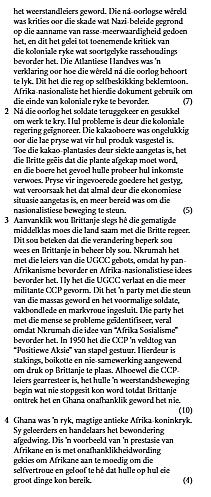 het weerstandleiers gewond. Die ná-oorlogse wêreld
was krities oor die skade wat Nazi-beleide gegrond
op die aanname van rasse-meerwaardigheid gedoen
het, en dit het gelei tot toenemende kritiek van
die koloniale ryke wat soortgelyke rassehoudings
bevorder het. Die Atlantiese Handves was 'n
verklaring oor hoe die wêreld ná die oorlog behoort
te lyk. Dit het die reg op selfbeskikking beklemtoon.
Afrika-nasionaliste het hierdie dokument gebruik om
die einde van koloniale ryke te bevorder. (7)
2 Ná die oorlog het soldate teruggekeer en gesukkel
om werk te kry. Hul probleme is deur die koloniale
regering geïgnoreer. Die kakaoboere was ongelukkig
oor die lae pryse wat vir hul produk vasgestel is.
Toe die kakao-plantasies deur siekte aangetas is, het
die Britte geëis dat die plante afgekap moet word,
en die boere het gevoel hulle probeer hul inkomste
verwoes. Pryse vir ingevoerde goedere het gestyg,
wat veroorsaak het dat almal deur die ekonomiese
situasie aangetas is, en meer bereid was om die
nasionalistiese beweging te steun. (5)
3 Aanvanklik wou Brittanje slegs hê die gematigde
middelklas moes die land saam met die Britte regeer.
Dit sou beteken dat die verandering beperk sou
wees en Brittanje in beheer bly sou. Nkrumah het
met die leiers van die UGCC gebots, omdat hy pan-
Afrikanisme bevorder en Afrika-nasionalistiese idees
bevorder het. Hy het die UGCC verlaat en die meer
militante CCP gevorm. Dit het 'n party met die steun
van die massas geword en het voormalige soldate,
vakbondlede en markvroue ingesluit. Die party het
met die mense se probleme geïdentifiseer, veral
omdat Nkrumah die idee van "Afrika Sosialisme"
bevorder het. In 1950 het die CCP 'n veldtog van
"Positiewe Aksie" van stapel gestuur. Hierdeur is
stakings, boikotte en nie-samewerking aangewend
om druk op Brittanje te plaas. Alhoewel die CCP-
leiers gearresteer is, het hulle 'n weerstandsbeweging
begin wat nie stopgesit kon word totdat Brittanje
onttrek het en Ghana onafhanklik geword het nie.
(10)
4 Ghana was 'n ryk, magtige antieke Afrika-koninkryk.
Sy geleerders en handelaars het bewondering
afgedwing. Dis 'n voorbeeld van 'n prestasie van
Afrikane en is met onafhanklikheidwording
gekies om Afrikane aan te moedig om die
selfvertroue en geloof te hê dat hulle op hul eie
groot dinge kon bereik. (4)